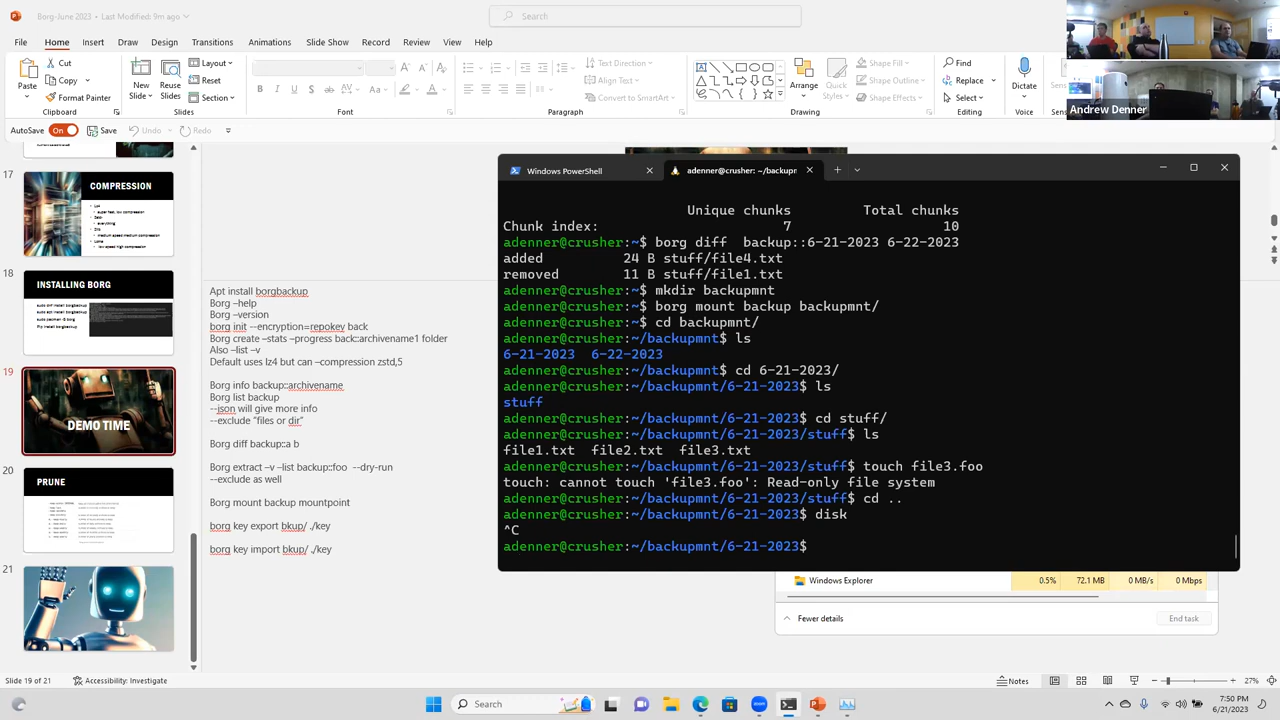 Borg-June 2023 • Last Modified: 9m ago
Search
File Home Insert Draw Design Transitions Animations Slide Show Record Review View Help
Paste
Cut
Copy
Format Painter
Clipboard
New Slide
Reuse Slides
Layout
Reset
Section
Slides
B I U S ab AV
Font
Text Direction
Align Text
Convert to SmartArt
Paragraph
Arrange
Quick Styles
Shape Fill
Shape Outline
Shape Effects
Drawing
Find
Replace
Select
Editing
Dictate
Voice
Andrew Denner
AutoSave On Save Undo Redo
17
COMPRESSION
18
INSTALLING BORG
sudo apt install borgbackup
19
DEMO TIME
20
PRUNE
21
Apt install borgbackup
Borg –help
Borg –version
borg init --encryption=repokey back
Borg create –stats –progress back::archivename1 folder
Also –list –v
Default uses lz4 but can –compression zstd,5
Borg info backup::archivename
Borg list backup
--json will give more info
--exclude “files or dir”
Borg diff backup::a b
Borg extract –v –list backup::foo --dry-run
--exclude as well
Borg mount backup mountpoint
borg key export bkup/ ./key
borg key import bkup/ ./key
Windows PowerShell
adenner@crusher: ~/backupmr
Unique chunks Total chunks
Chunk index: 7 10
adenner@crusher:~$ borg diff backup::6-21-2023 6-22-2023
added 24 B stuff/file4.txt
removed 11 B stuff/file1.txt
adenner@crusher:~$ mkdir backupmnt
adenner@crusher:~$ borg mount backup backupmnt/
adenner@crusher:~$ cd backupmnt/
adenner@crusher:~/backupmnt$ ls
6-21-2023 6-22-2023
adenner@crusher:~/backupmnt$ cd 6-21-2023/
adenner@crusher:~/backupmnt/6-21-2023$ ls
stuff
adenner@crusher:~/backupmnt/6-21-2023$ cd stuff/
adenner@crusher:~/backupmnt/6-21-2023/stuff$ ls
file1.txt file2.txt file3.txt
adenner@crusher:~/backupmnt/6-21-2023/stuff$ touch file3.foo
touch: cannot touch 'file3.foo': Read-only file system
adenner@crusher:~/backupmnt/6-21-2023/stuff$ cd ..
adenner@crusher:~/backupmnt/6-21-2023$ disk
^C
adenner@crusher:~/backupmnt/6-21-2023$
Windows Explorer 0.5% 72.1 MB 0 MB/s 0 Mbps
Fewer details
End task
Slide 19 of 21
Accessibility: Investigate
Notes
27%
Search
zoom
7:50 PM
6/21/2023